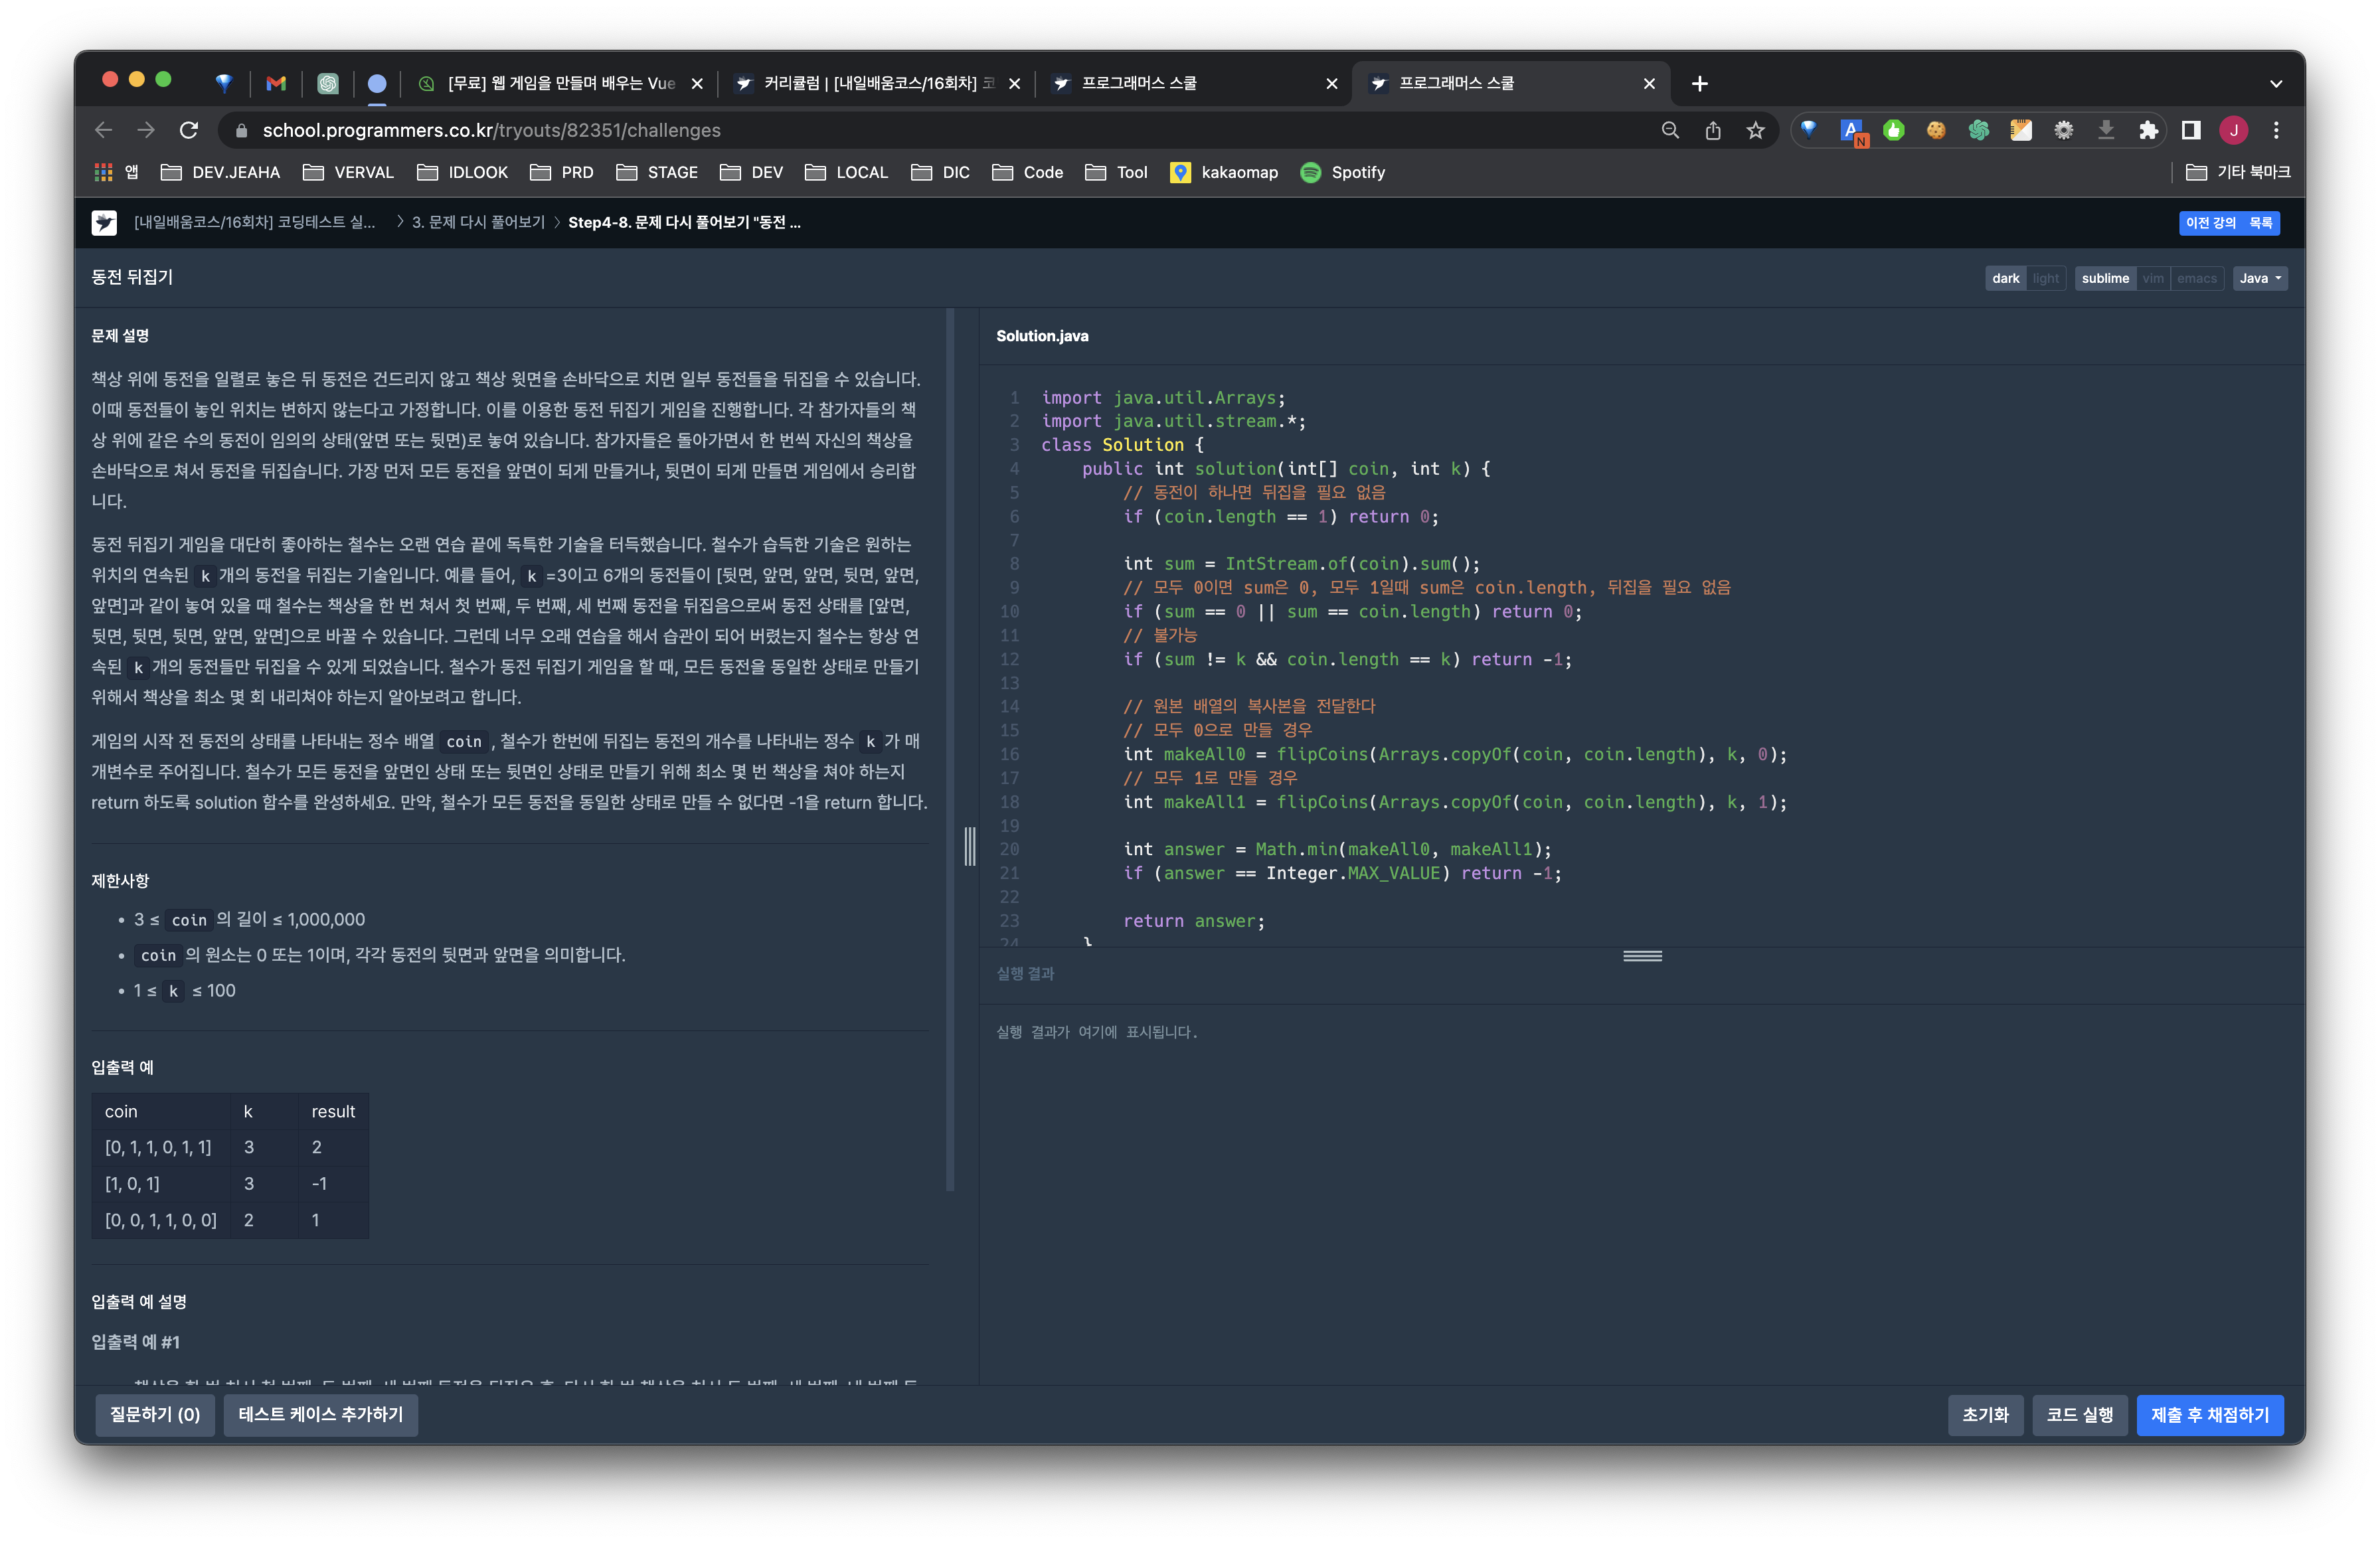 [무료] 웹 게임을 만들며 배우는 Vue
커리큘럼 | [내일배움코스/16회차] 코
프로그래머스 스쿨
프로그래머스 스쿨
school.programmers.co.kr/tryouts/82351/challenges
A
N
J
앱
DEV.JEAHA
VERVAL
IDLOOK
PRD
STAGE
DEV
LOCAL
DIC
Code
Tool
kakaomap
Spotify
기타 북마크
[내일배움코스/16회차] 코딩테스트 실... > 3. 문제 다시 풀어보기 > Step4-8. 문제 다시 풀어보기 "동전 ...
이전 강의 목록
동전 뒤집기
dark light sublime vim emacs Java
문제 설명
책상 위에 동전을 일렬로 놓은 뒤 동전은 건드리지 않고 책상 윗면을 손바닥으로 치면 일부 동전들을 뒤집을 수 있습니다.
이때 동전들이 놓인 위치는 변하지 않는다고 가정합니다. 이를 이용한 동전 뒤집기 게임을 진행합니다. 각 참가자들의 책
상 위에 같은 수의 동전이 임의의 상태(앞면 또는 뒷면)로 놓여 있습니다. 참가자들은 돌아가면서 한 번씩 자신의 책상을
손바닥으로 쳐서 동전을 뒤집습니다. 가장 먼저 모든 동전을 앞면이 되게 만들거나, 뒷면이 되게 만들면 게임에서 승리합
니다.
동전 뒤집기 게임을 대단히 좋아하는 철수는 오랜 연습 끝에 독특한 기술을 터득했습니다. 철수가 습득한 기술은 원하는
위치의 연속된 k 개의 동전을 뒤집는 기술입니다. 예를 들어, k =3이고 6개의 동전들이 [뒷면, 앞면, 앞면, 뒷면, 앞면,
앞면]과 같이 놓여 있을 때 철수는 책상을 한 번 쳐서 첫 번째, 두 번째, 세 번째 동전을 뒤집음으로써 동전 상태를 [앞면,
뒷면, 뒷면, 뒷면, 앞면, 앞면]으로 바꿀 수 있습니다. 그런데 너무 오래 연습을 해서 습관이 되어 버렸는지 철수는 항상 연
속된 k 개의 동전들만 뒤집을 수 있게 되었습니다. 철수가 동전 뒤집기 게임을 할 때, 모든 동전을 동일한 상태로 만들기
위해서 책상을 최소 몇 회 내리쳐야 하는지 알아보려고 합니다.
게임의 시작 전 동전의 상태를 나타내는 정수 배열 coin , 철수가 한번에 뒤집는 동전의 개수를 나타내는 정수 k 가 매
개변수로 주어집니다. 철수가 모든 동전을 앞면인 상태 또는 뒷면인 상태로 만들기 위해 최소 몇 번 책상을 쳐야 하는지
return 하도록 solution 함수를 완성하세요. 만약, 철수가 모든 동전을 동일한 상태로 만들 수 없다면 -1을 return 합니다.
제한사항
• 3 ≤ coin 의 길이 ≤ 1,000,000
• coin 의 원소는 0 또는 1이며, 각각 동전의 뒷면과 앞면을 의미합니다.
• 1 ≤ k ≤ 100
입출력 예
coin k result
[0, 1, 1, 0, 1, 1] 3 2
[1, 0, 1] 3 -1
[0, 0, 1, 1, 0, 0] 2 1
입출력 예 설명
입출력 예 #1
질문하기 (0)
테스트 케이스 추가하기
Solution.java
1 import java.util.Arrays;
2 import java.util.stream.*;
3 class Solution {
4 public int solution(int[] coin, int k) {
5 // 동전이 하나면 뒤집을 필요 없음
6 if (coin.length == 1) return 0;
7
8 int sum = IntStream.of(coin).sum();
9 // 모두 0이면 sum은 0, 모두 1일때 sum은 coin.length, 뒤집을 필요 없음
10 if (sum == 0 || sum == coin.length) return 0;
11 // 불가능
12 if (sum != k && coin.length == k) return -1;
13
14 // 원본 배열의 복사본을 전달한다
15 // 모두 0으로 만들 경우
16 int makeAll0 = flipCoins(Arrays.copyOf(coin, coin.length), k, 0);
17 // 모두 1로 만들 경우
18 int makeAll1 = flipCoins(Arrays.copyOf(coin, coin.length), k, 1);
19
20 int answer = Math.min(makeAll0, makeAll1);
21 if (answer == Integer.MAX_VALUE) return -1;
22
23 return answer;
24 }
실행 결과
실행 결과가 여기에 표시됩니다.
초기화
코드 실행
제출 후 채점하기